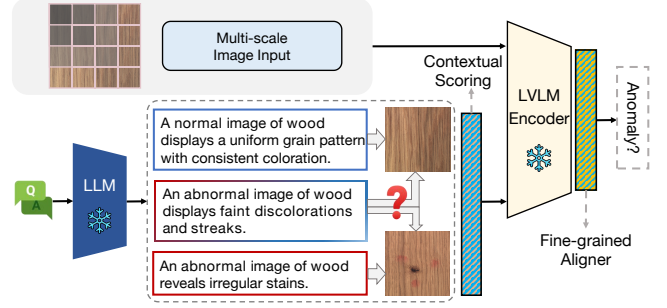 Multi-scale
Image Input
Contextual
Scoring
LVLM
Encoder
Anomaly?
A normal image of wood
displays a uniform grain pattern
with consistent coloration.
Q
A
LLM
An abnormal image of wood
displays faint discolorations
and streaks.
?
An abnormal image of wood
reveals irregular stains.
Fine-grained
Aligner